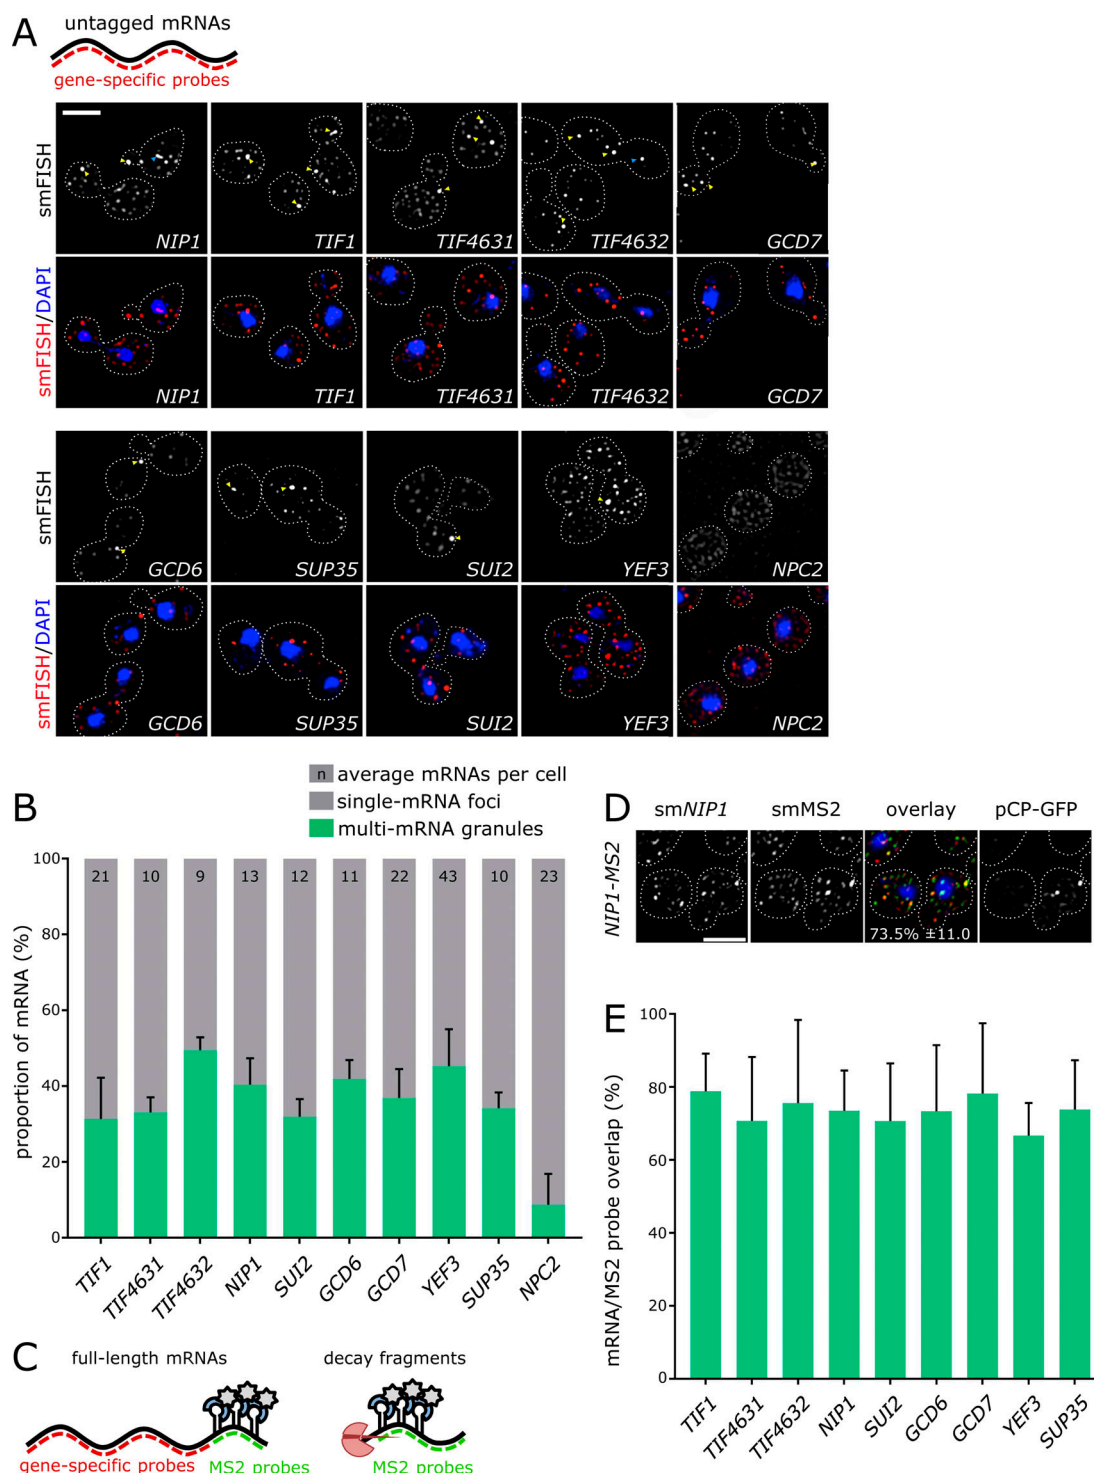 A
untagged mRNAs
gene-specific probes
smFISH
NIP1
TIF1
TIF4631
TIF4632
GCD7
smFISH/DAPI
NIP1
TIF1
TIF4631
TIF4632
GCD7
smFISH
GCD6
SUP35
SUI2
YEF3
NPC2
smFISH/DAPI
GCD6
SUP35
SUI2
YEF3
NPC2
B
n average mRNAs per cell
single-mRNA foci
multi-mRNA granules
proportion of mRNA (%)
100
80
60
40
20
0
21 10 9 13 12 11 22 43 10 23
TIF1
TIF4631
TIF4632
NIP1
SUI2
GCD6
GCD7
YEF3
SUP35
NPC2
C
full-length mRNAs
decay fragments
gene-specific probes
MS2 probes
MS2 probes
D
smNIP1
smMS2
overlay
pCP-GFP
NIP1-MS2
73.5% ±11.0
E
mRNA/MS2 probe overlap (%)
100
80
60
40
20
0
TIF1
TIF4631
TIF4632
NIP1
SUI2
GCD6
GCD7
YEF3
SUP35